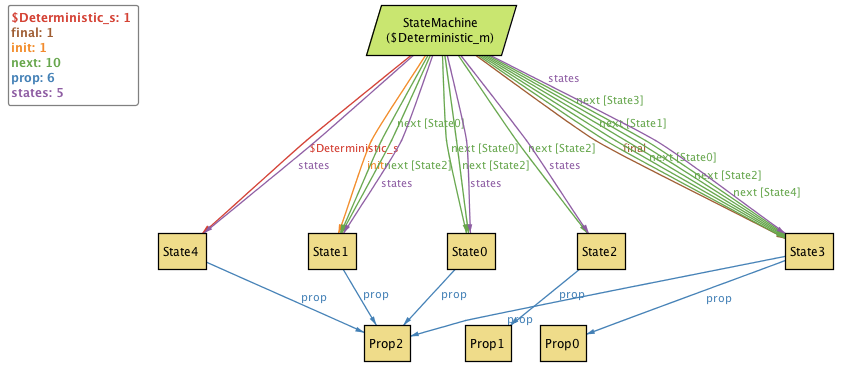 $Deterministic_s: 1
final: 1
init: 1
next: 10
prop: 6
states: 5
StateMachine
($Deterministic_m)
states
next [State3]
next [State0]
next [State1]
$Deterministic_s
next [State0]
next [State2]
final
next [State0]
states
init
next [State2]
next [State2]
states
next [State2]
states
states
next [State4]
State4
State1
State0
State2
State3
prop
prop
prop
prop
prop
prop
Prop2
Prop1
Prop0